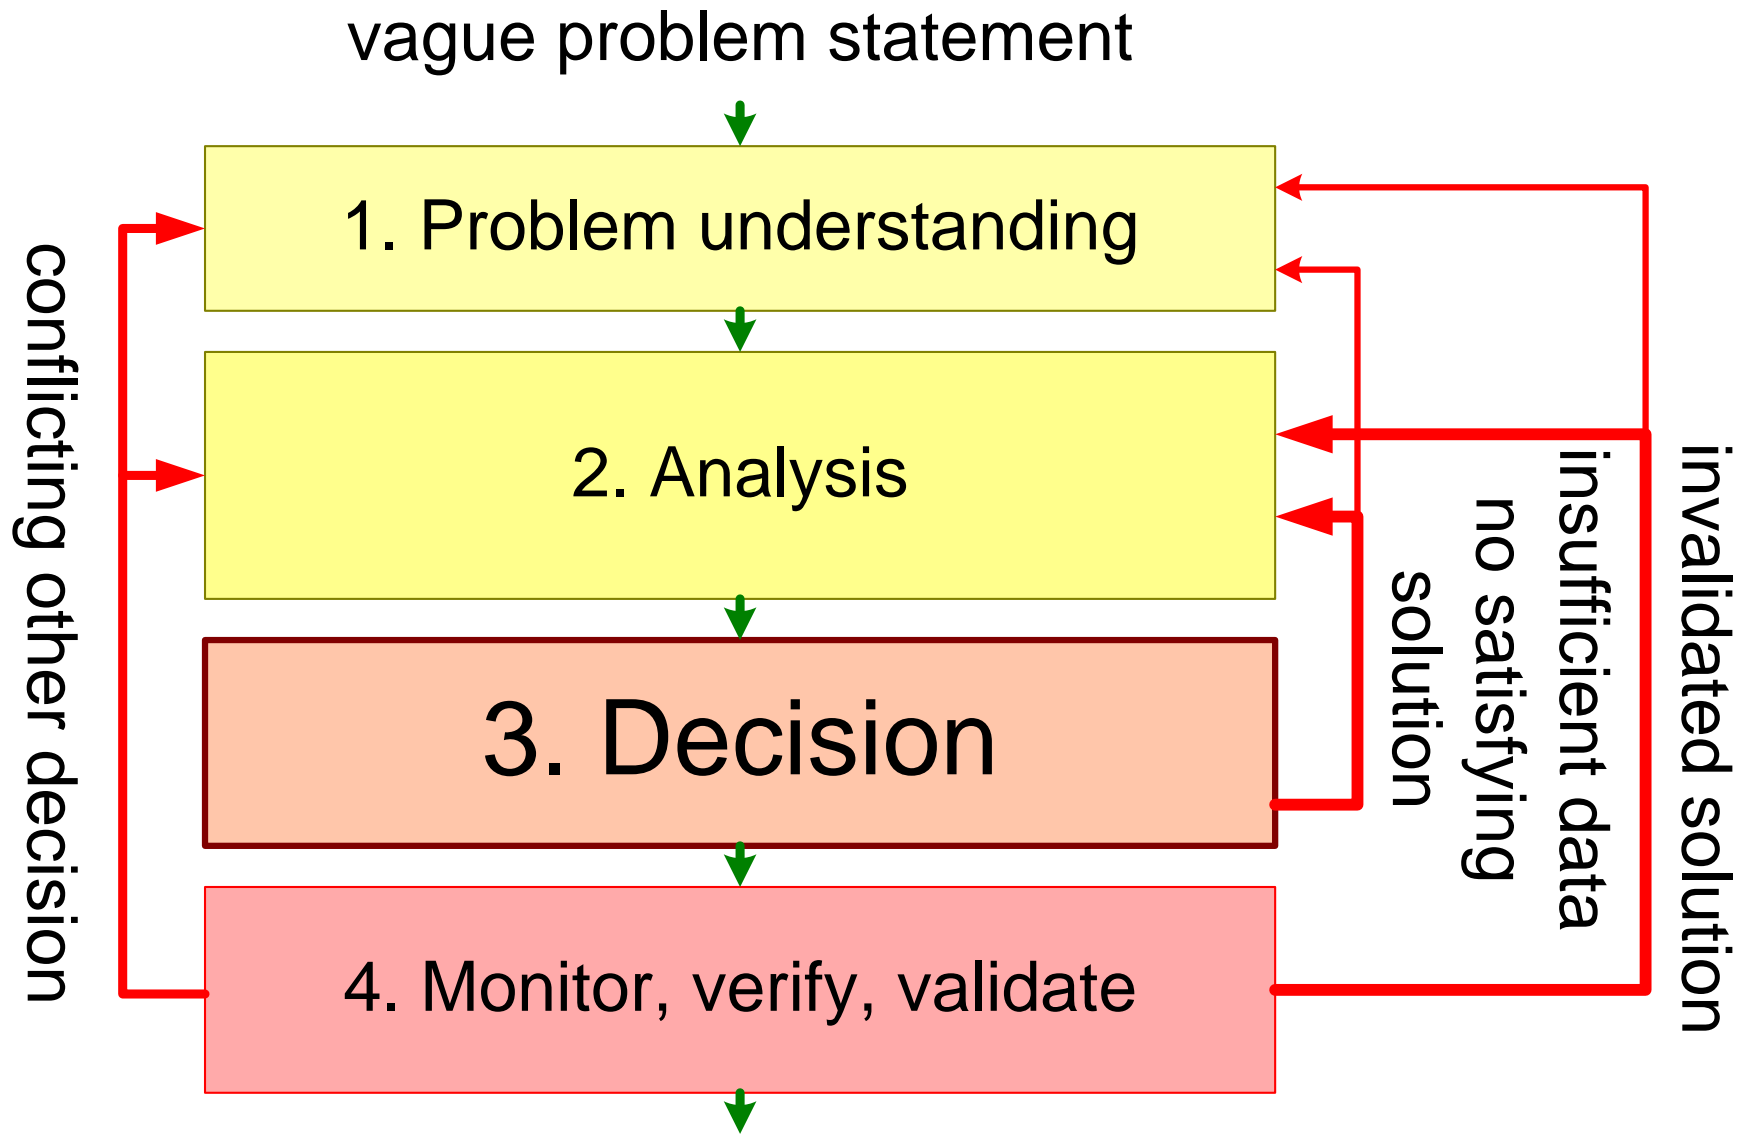 vague problem statement
1. Problem understanding
2. Analysis
3. Decision
4. Monitor, verify, validate
conflicting other decision
invalidated solution
insufficient data
no satisfying
solution